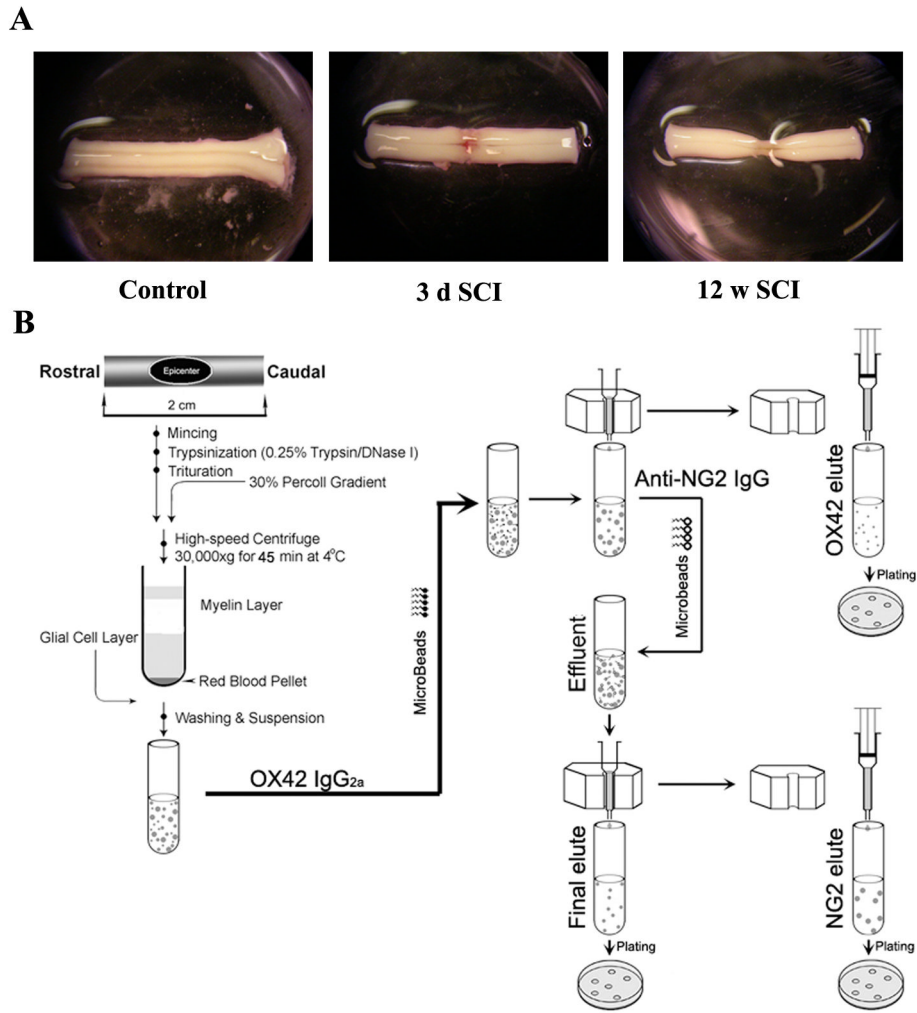 A
Control
3 d SCI
12 w SCI
B
Rostral
Epicenter
Caudal
2 cm
Mincing
Trypsinization (0.25% Trypsin/DNase I)
Trituration
30% Percoll Gradient
High-speed Centrifuge
30,000xg for 45 min at 4°C
Myelin Layer
Glial Cell Layer
Red Blood Pellet
Washing & Suspension
OX42 IgG2a
MicroBeads
Anti-NG2 IgG
Microbeads
Effluent
OX42 elute
Plating
Final elute
Plating
NG2 elute
Plating